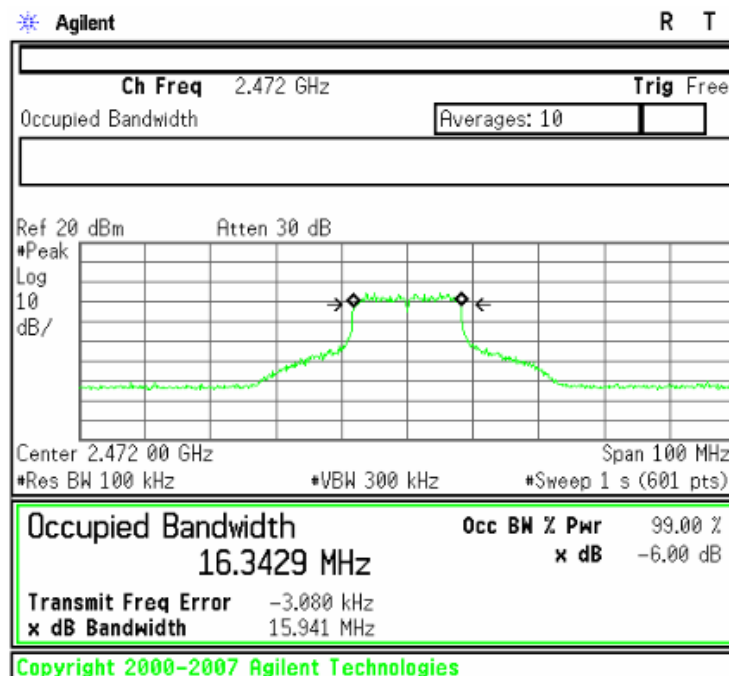 Agilent R T
Ch Freq 2.472 GHz Trig Free
Occupied Bandwidth Averages: 10
Ref 20 dBm Atten 30 dB
#Peak
Log
10
dB/
Center 2.472 00 GHz Span 100 MHz
#Res BW 100 kHz #VBW 300 kHz #Sweep 1 s (601 pts)
Occupied Bandwidth Occ BW % Pwr 99.00 %
16.3429 MHz x dB -6.00 dB
Transmit Freq Error -3.080 kHz
x dB Bandwidth 15.941 MHz
Copyright 2000-2007 Agilent Technologies